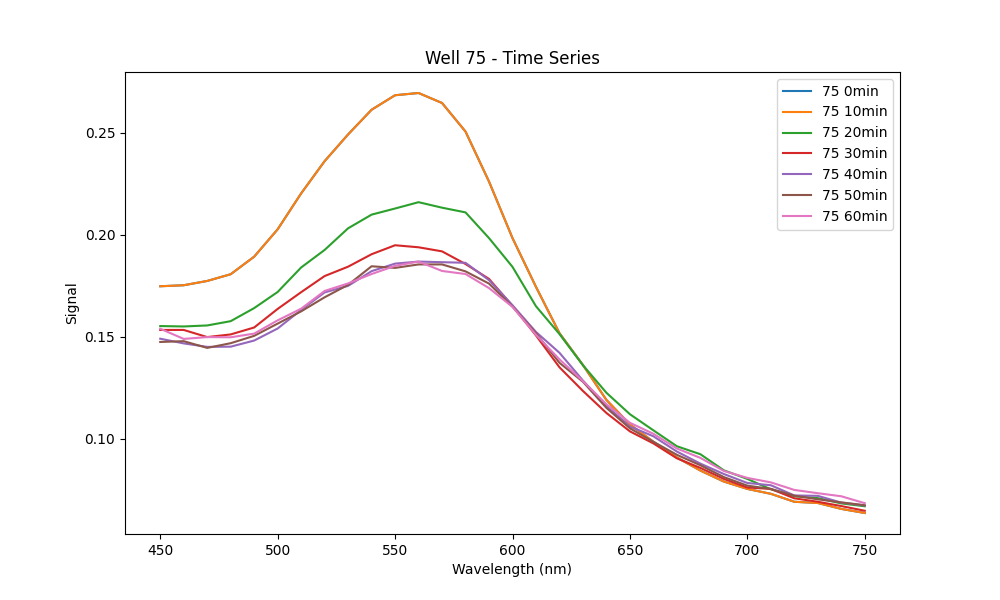 Well 75 - Time Series
75 0min
75 10min
75 20min
75 30min
75 40min
75 50min
75 60min
0.25
0.20
0.15
0.10
Signal
450 500 550 600 650 700 750
Wavelength (nm)